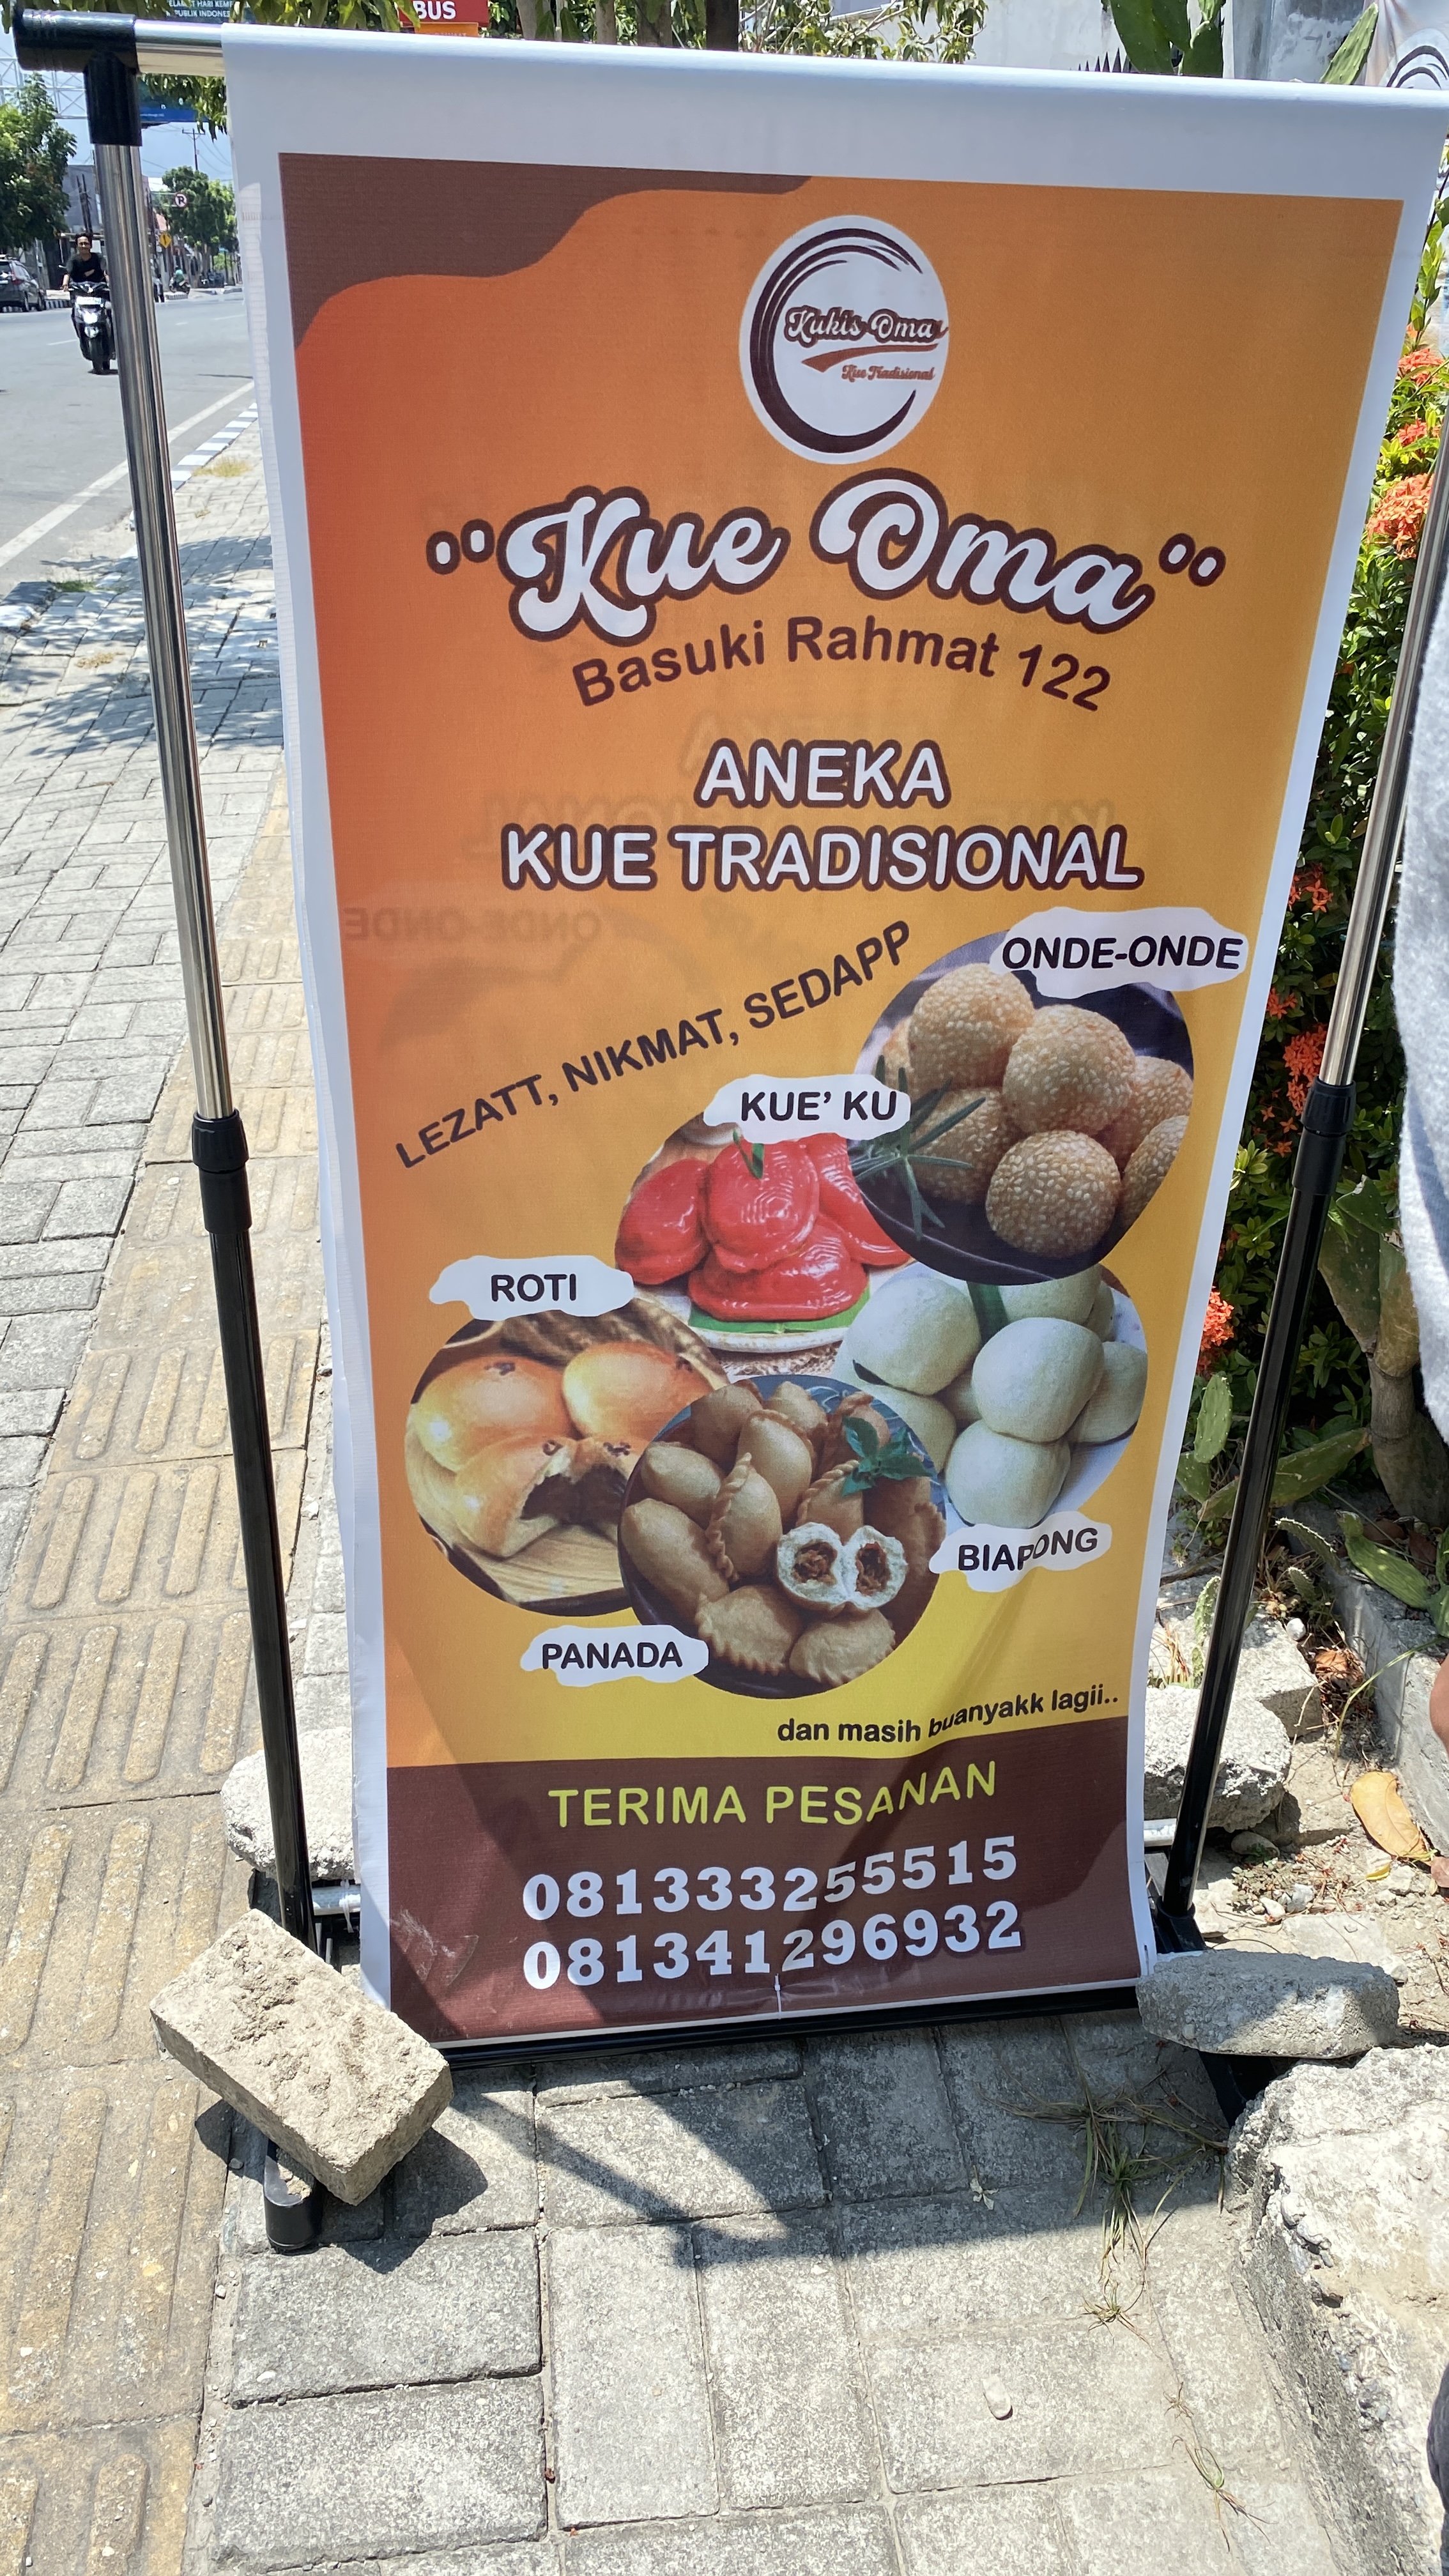 BUS
Kukis Oma
Kue Tradisional
"Kue Oma"
Basuki Rahmat 122
ANEKA
KUE TRADISIONAL
LEZATT, NIKMAT, SEDAPP
ONDE-ONDE
KUE' KU
ROTI
BIAPONG
PANADA
dan masih buanyakk lagii..
TERIMA PESANAN
081333255515
081341296932